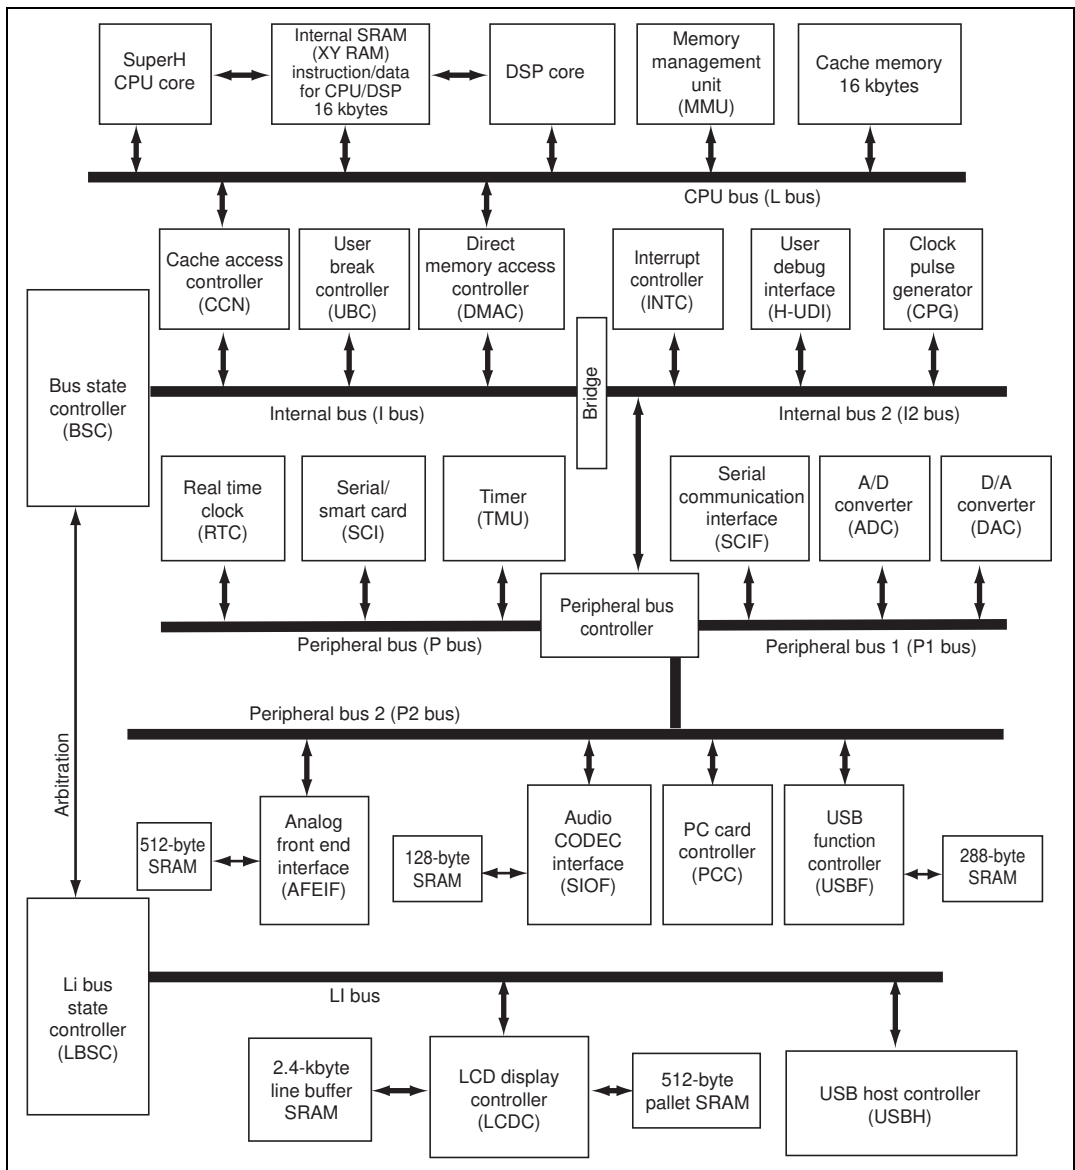 SuperH
CPU core
Internal SRAM
(XY RAM)
instruction/data
for CPU/DSP
16 kbytes
DSP core
Memory
management
unit
(MMU)
Cache memory
16 kbytes
CPU bus (L bus)
Cache access
controller
(CCN)
User
break
controller
(UBC)
Direct
memory access
controller
(DMAC)
Interrupt
controller
(INTC)
User
debug
interface
(H-UDI)
Clock
pulse
generator
(CPG)
Bus state
controller
(BSC)
Bridge
Internal bus (I bus)
Internal bus 2 (I2 bus)
Real time
clock
(RTC)
Serial/
smart card
(SCI)
Timer
(TMU)
Serial
communication
interface
(SCIF)
A/D
converter
(ADC)
D/A
converter
(DAC)
Peripheral bus
controller
Peripheral bus (P bus)
Peripheral bus 1 (P1 bus)
Peripheral bus 2 (P2 bus)
Arbitration
512-byte
SRAM
Analog
front end
interface
(AFEIF)
128-byte
SRAM
Audio
CODEC
interface
(SIOF)
PC card
controller
(PCC)
USB
function
controller
(USBF)
288-byte
SRAM
Li bus
state
controller
(LBSC)
LI bus
2.4-kbyte
line buffer
SRAM
LCD display
controller
(LCDC)
512-byte
pallet SRAM
USB host controller
(USBH)